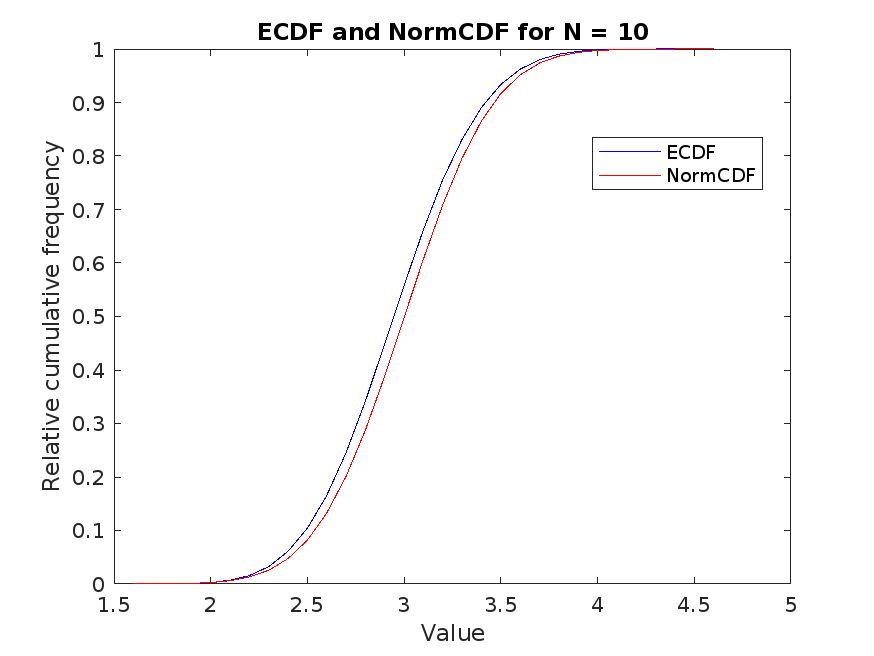 ECDF and NormCDF for N = 10
1
0.9
0.8
0.7
0.6
0.5
0.4
0.3
0.2
0.1
0
Relative cumulative frequency
ECDF
NormCDF
1.5 2 2.5 3 3.5 4 4.5 5
Value